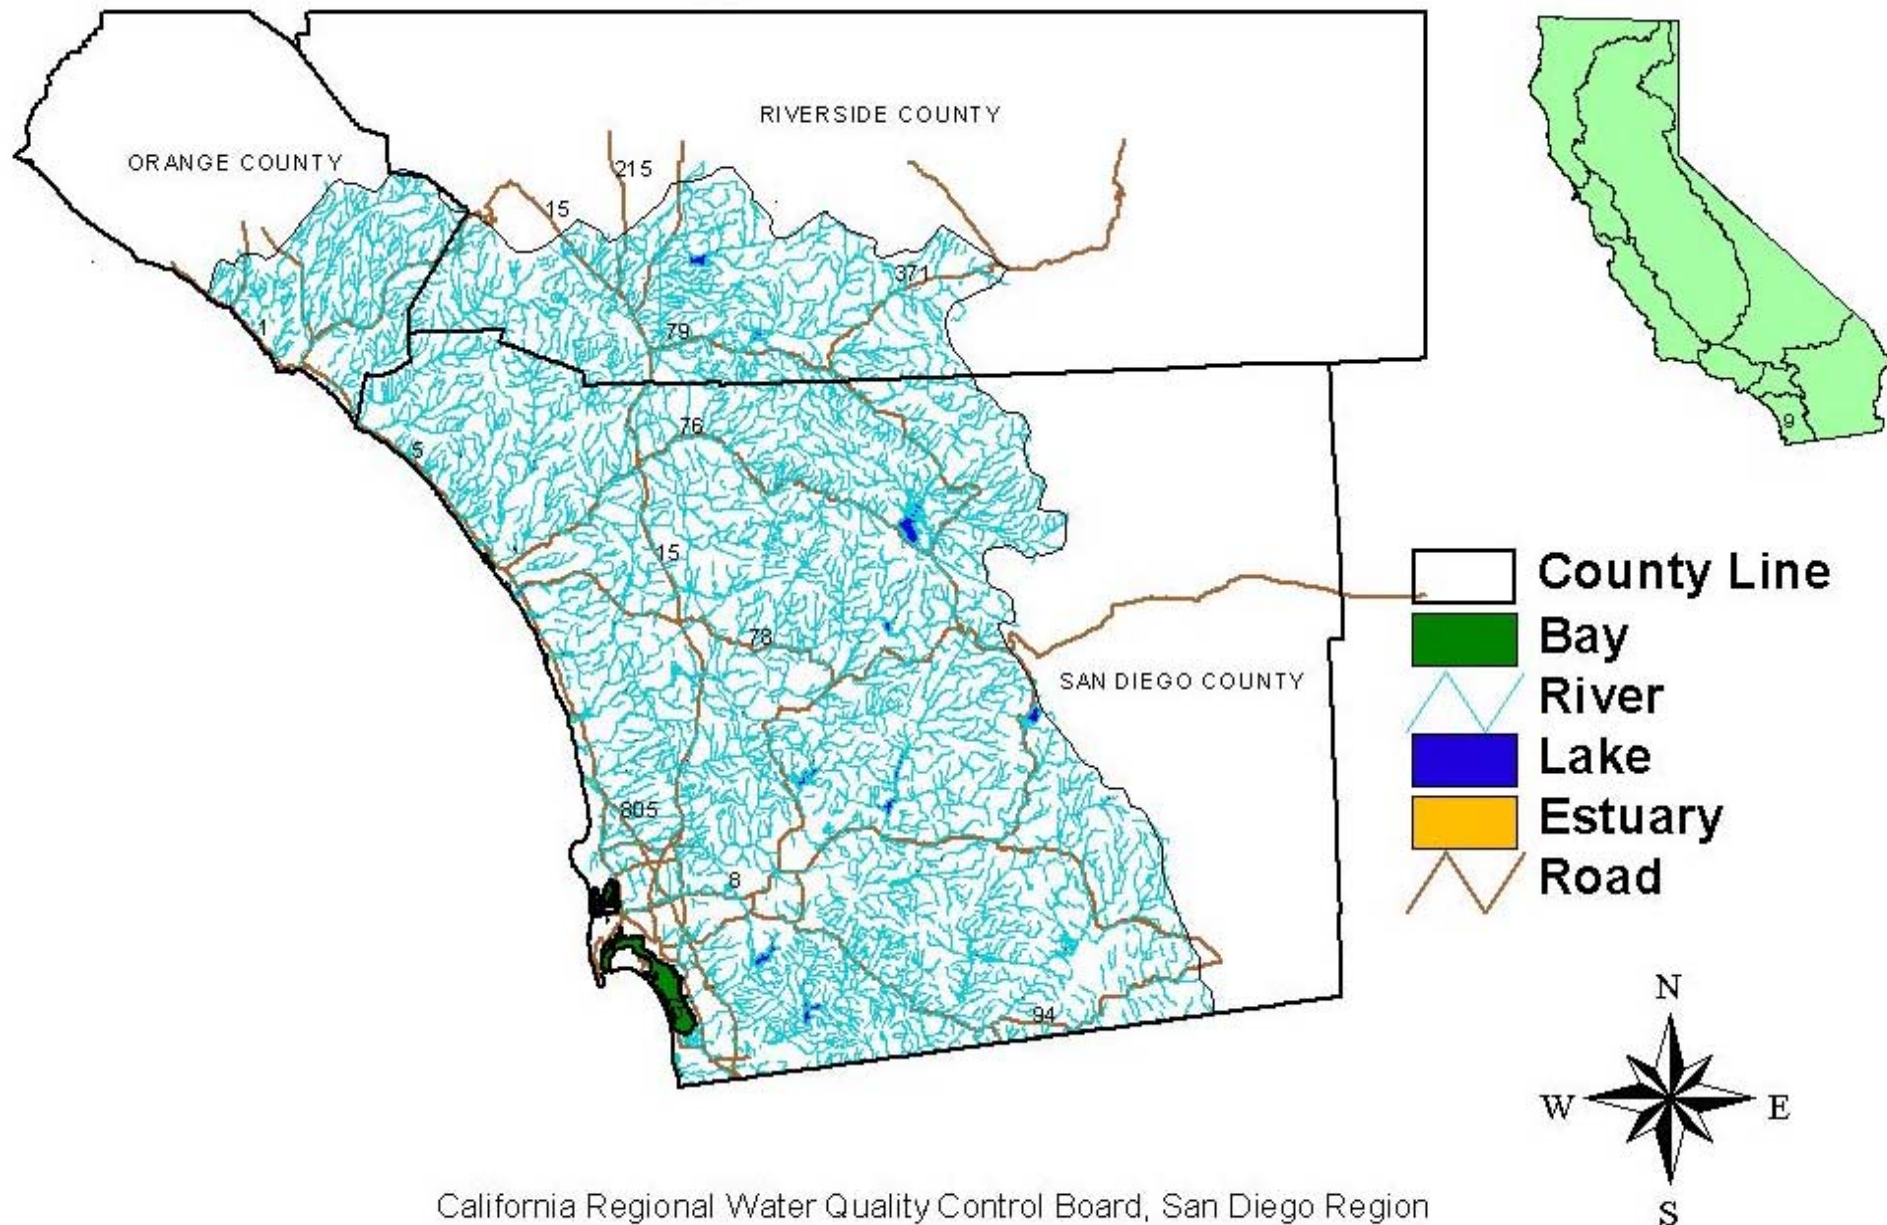 RIVERSIDE COUNTY
ORANGE COUNTY
215
15
371
1
79
76
5
15
78
SAN DIEGO COUNTY
805
8
94
9
County Line
Bay
River
Lake
Estuary
Road
N
W
E
S
California Regional Water Quality Control Board, San Diego Region